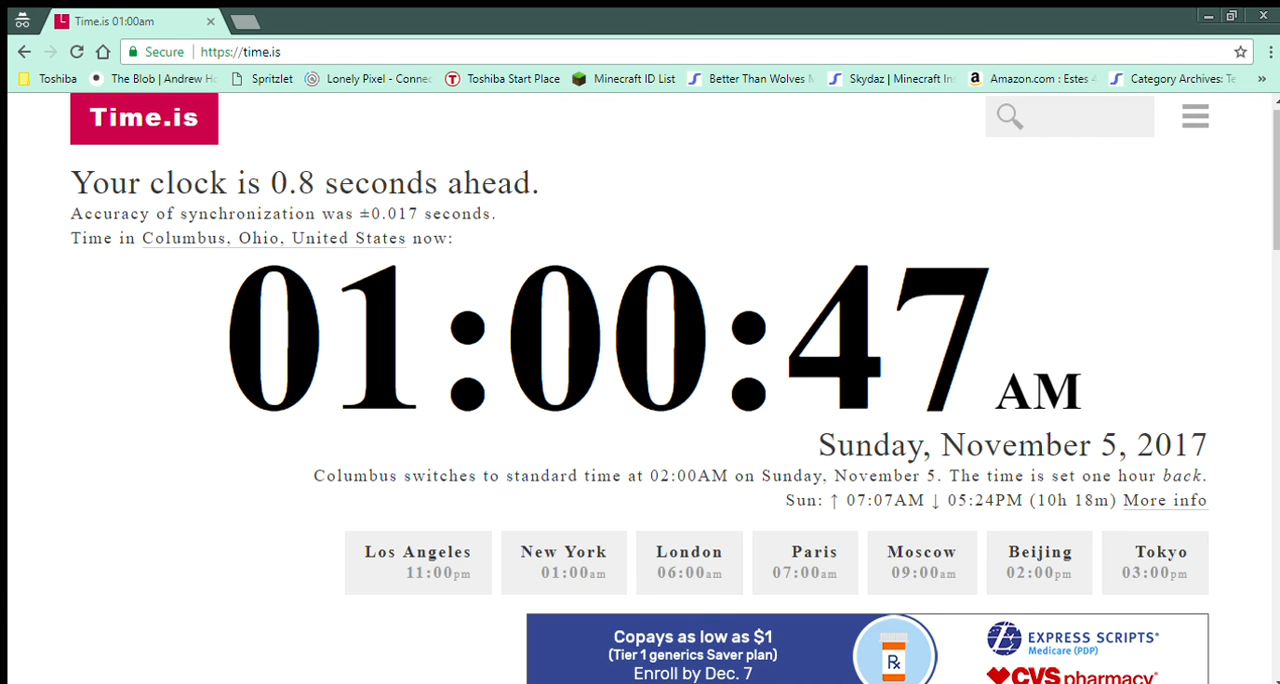 Time.is 01:00am
Secure https://time.is
Toshiba The Blob | Andrew Ho Spritzlet Lonely Pixel - Connec Toshiba Start Place Minecraft ID List Better Than Wolves M Skydaz | Minecraft In Amazon.com : Estes 4 Category Archives: Te »
Time.is
Your clock is 0.8 seconds ahead.
Accuracy of synchronization was ±0.017 seconds.
Time in Columbus, Ohio, United States now:
01:00:47 AM
Sunday, November 5, 2017
Columbus switches to standard time at 02:00AM on Sunday, November 5. The time is set one hour back.
Sun: ↑ 07:07AM ↓ 05:24PM (10h 18m) More info
Los Angeles New York London Paris Moscow Beijing Tokyo
11:00pm 01:00am 06:00am 07:00am 09:00am 02:00pm 03:00pm
Copays as low as $1
(Tier 1 generics Saver plan)
Enroll by Dec. 7
Rx
EXPRESS SCRIPTS®
Medicare (PDP)
CVS pharmacy®